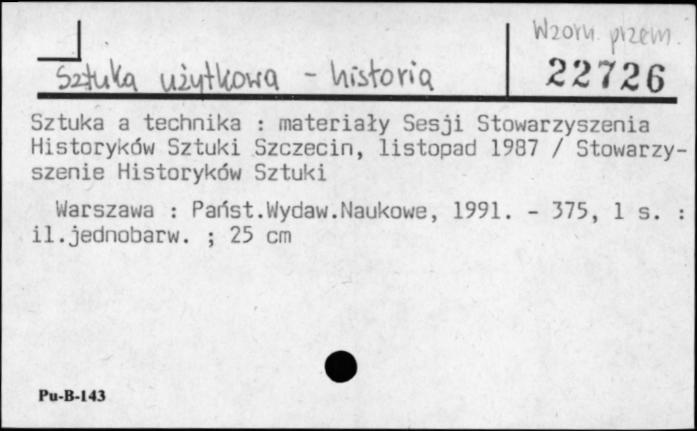 Wzorn. przem.
Sztuka użytkowa - historia
22726
Sztuka a technika : materiały Sesji Stowarzyszenia
Historyków Sztuki Szczecin, listopad 1987 / Stowarzy-
szenie Historyków Sztuki
Warszawa : Państ.Wydaw.Naukowe, 1991. - 375, 1 s. :
il.jednobarw. ; 25 cm
Pu-B-143